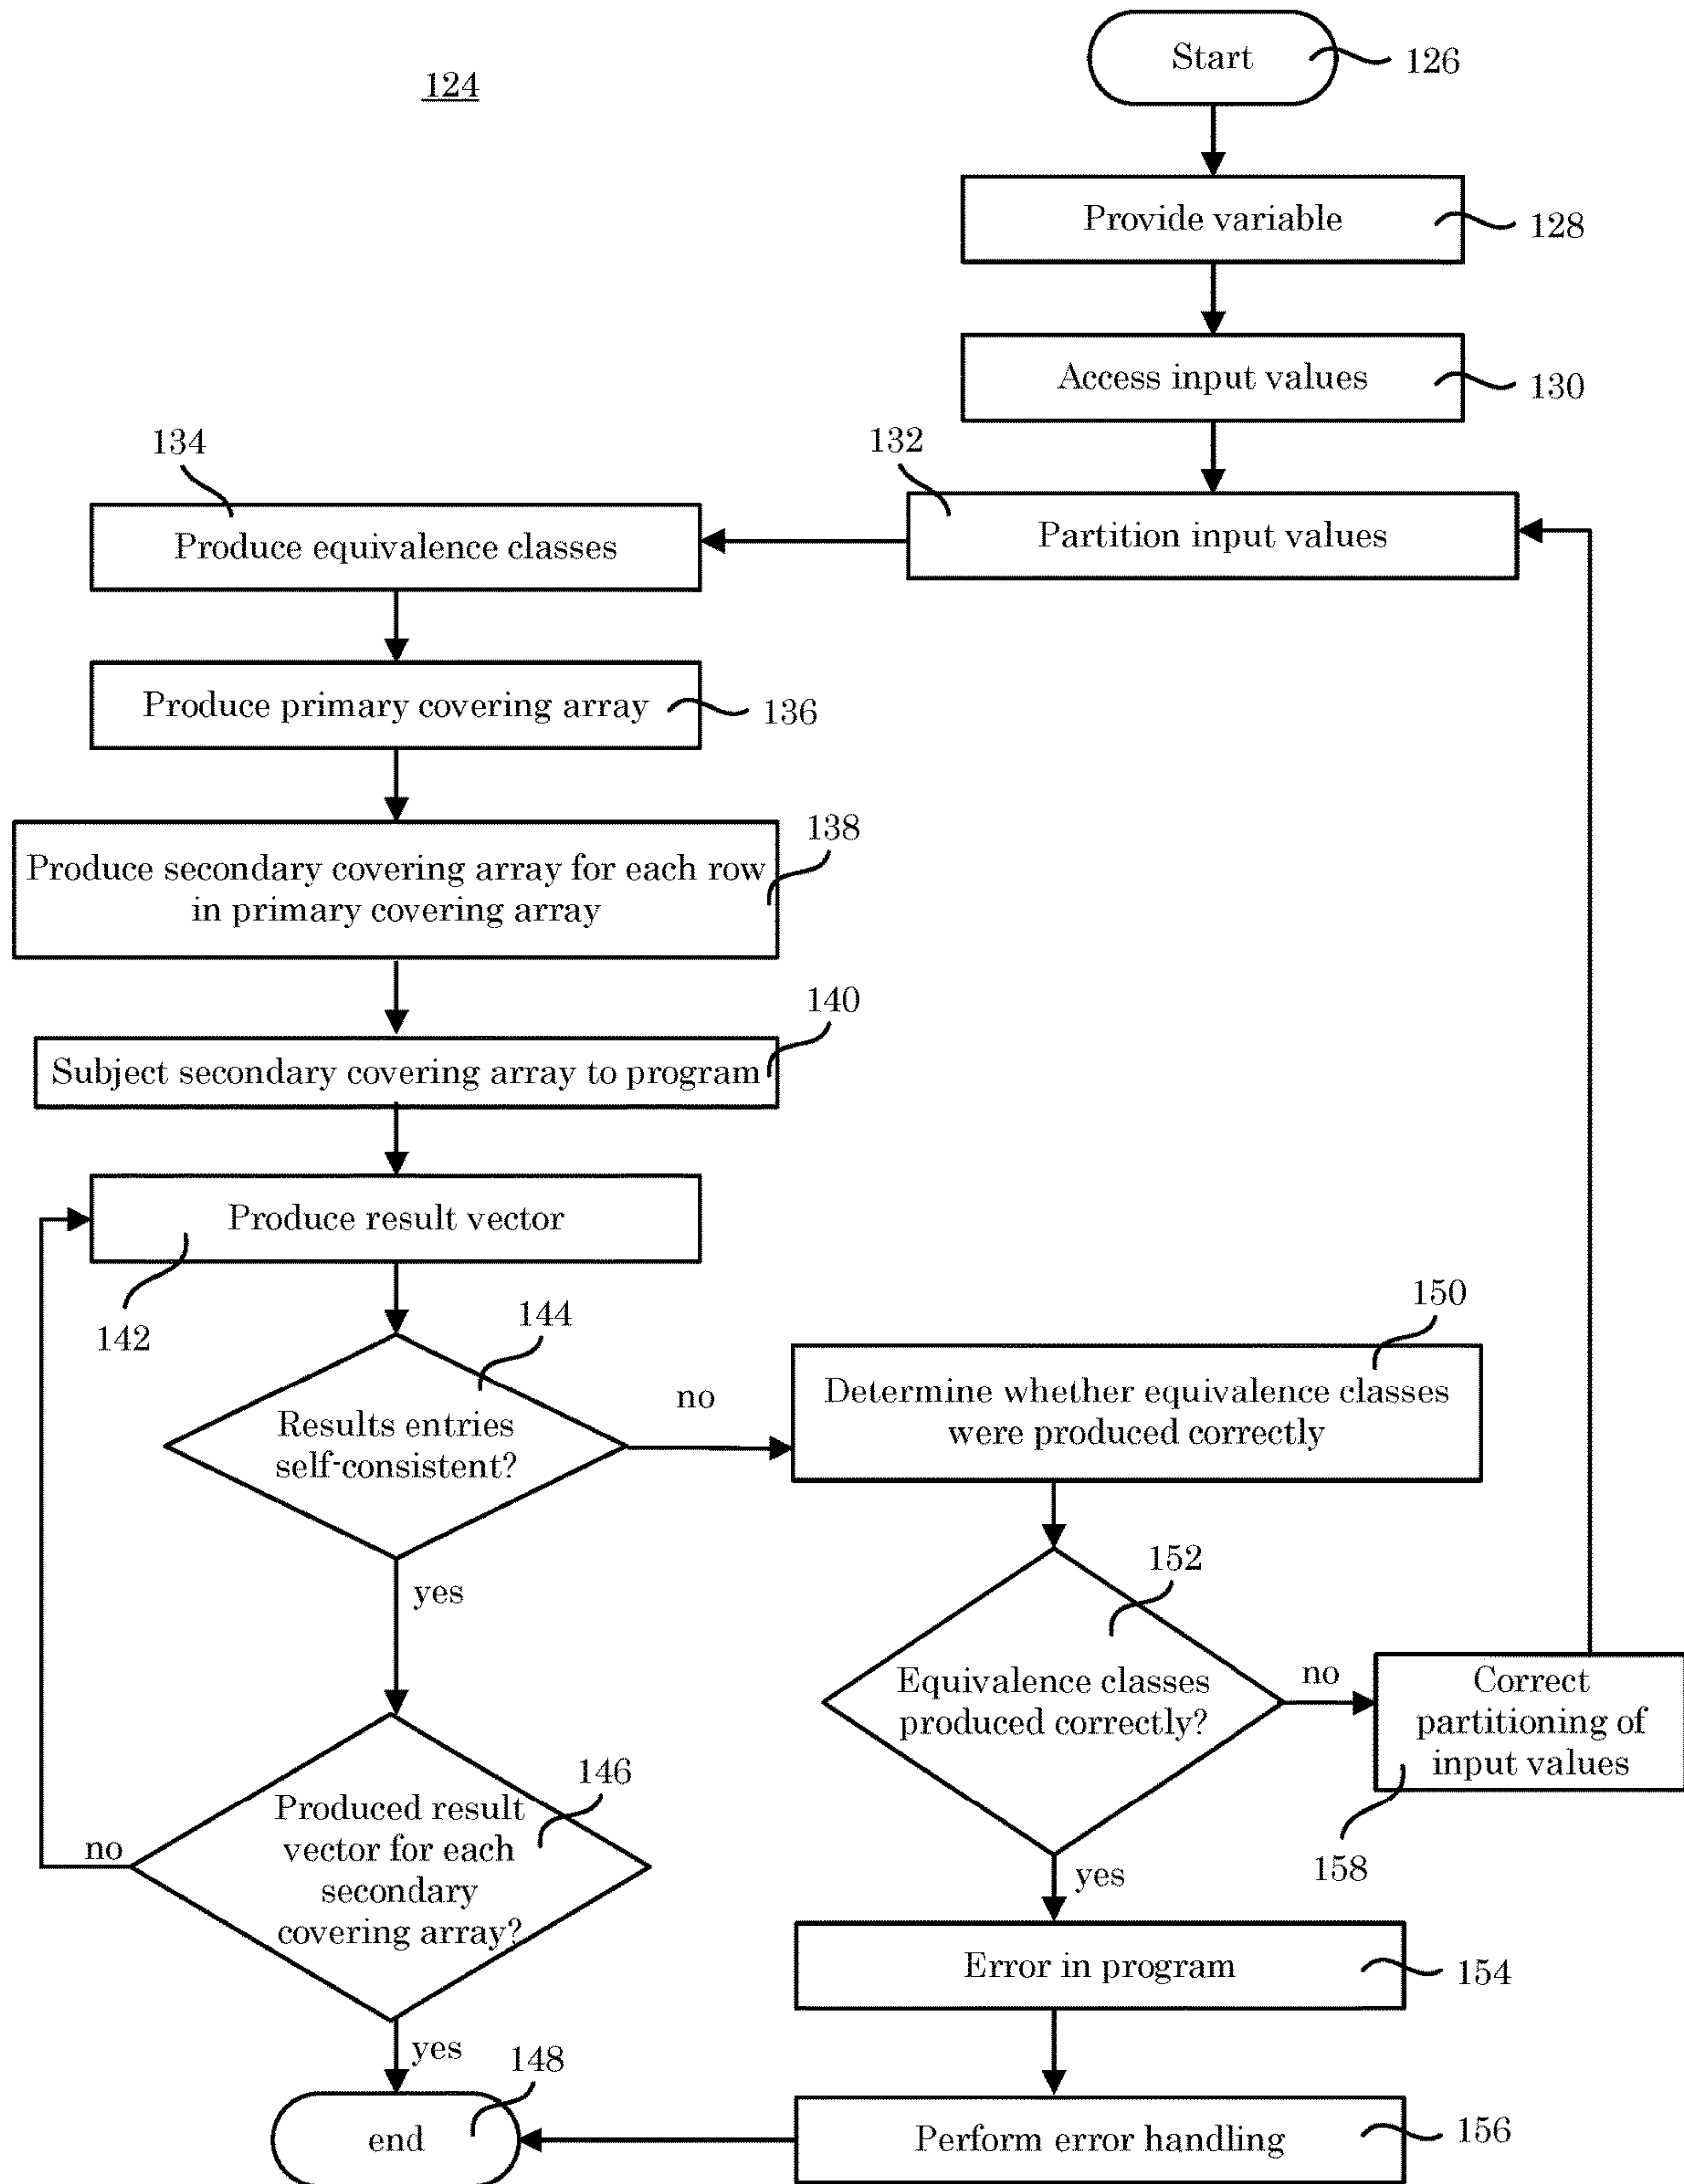 124
Start
126
Provide variable
128
Access input values
130
132
Partition input values
134
Produce equivalence classes
Produce primary covering array
136
138
Produce secondary covering array for each row
in primary covering array
140
Subject secondary covering array to program
Produce result vector
142
144
Results entries
self-consistent?
no
yes
150
Determine whether equivalence classes
were produced correctly
152
Equivalence classes
produced correctly?
no
yes
Correct
partitioning of
input values
158
146
Produced result
vector for each
secondary
covering array?
no
yes
Error in program
154
148
end
Perform error handling
156